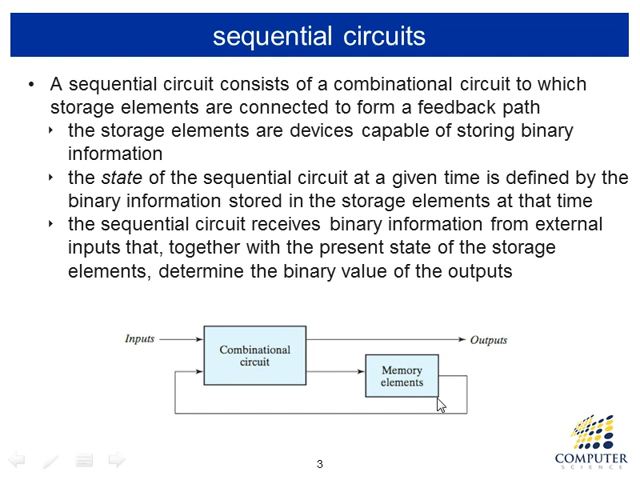 sequential circuits
• A sequential circuit consists of a combinational circuit to which
storage elements are connected to form a feedback path
‣ the storage elements are devices capable of storing binary
information
‣ the state of the sequential circuit at a given time is defined by the
binary information stored in the storage elements at that time
‣ the sequential circuit receives binary information from external
inputs that, together with the present state of the storage
elements, determine the binary value of the outputs
Inputs
Combinational
circuit
Outputs
Memory
elements
COMPUTER
SCIENCE
3